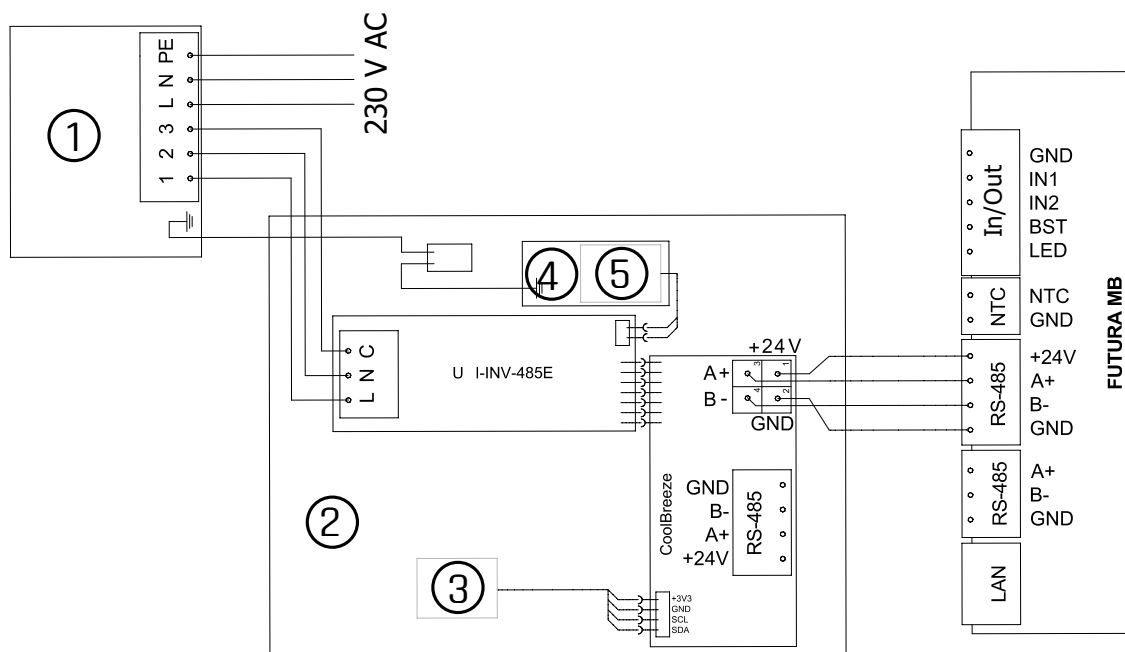 1
PE
N
L
3
2
1
230 V AC
4
5
C
N
L
U I-INV-485E
+24V
A+
3
1
B -
4
2
GND
2
CoolBreeze
GND
B-
A+
+24V
RS-485
3
+3V3
GND
SCL
SDA
In/Out
GND
IN1
IN2
BST
LED
NTC
NTC
GND
RS-485
+24V
A+
B-
GND
RS-485
A+
B-
GND
LAN
FUTURA MB